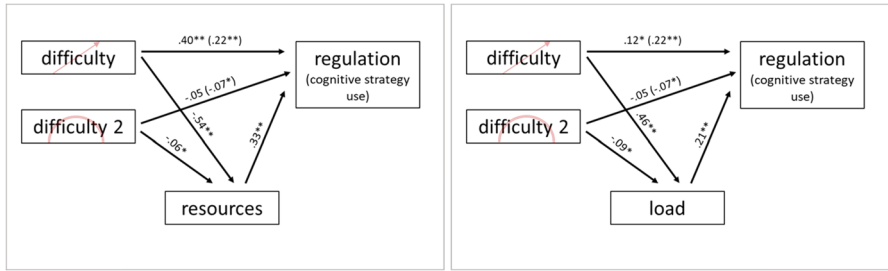 .40** (.22**)
difficulty
regulation
(cognitive strategy
use)
-.05 (-.07*)
difficulty 2
-.54**
.33**
-.06*
resources
.12* (.22**)
difficulty
regulation
(cognitive strategy
use)
-.05 (-.07*)
difficulty 2
.46**
.21**
-.09*
load